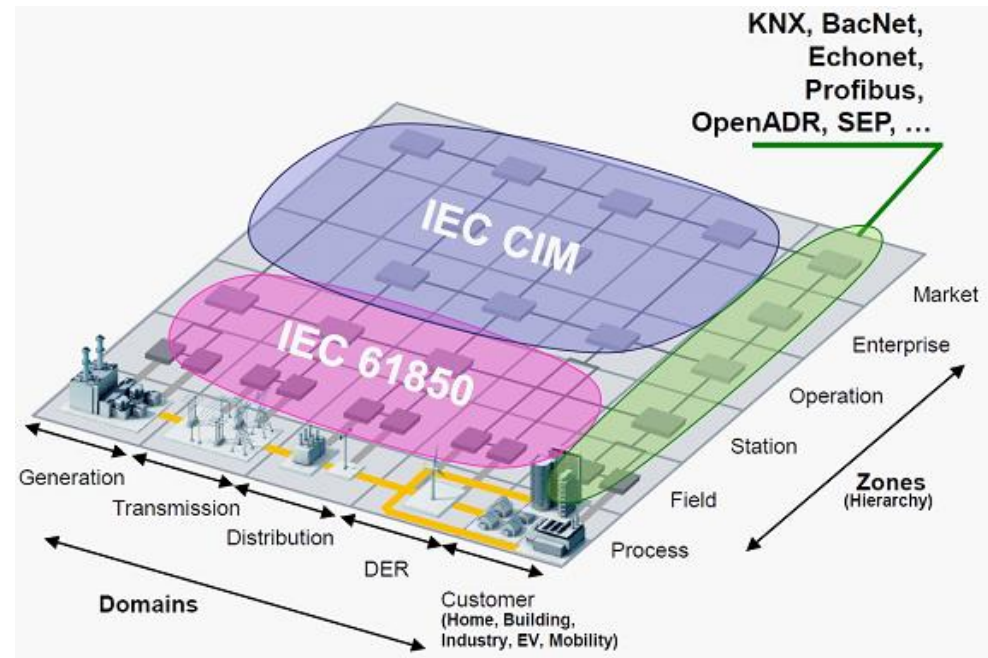 KNX, BacNet,
Echonet,
Profibus,
OpenADR, SEP, ...
IEC CIM
IEC 61850
Market
Enterprise
Operation
Station
Field
Process
Zones
(Hierarchy)
Generation
Transmission
Distribution
DER
Customer
(Home, Building,
Industry, EV, Mobility)
Domains